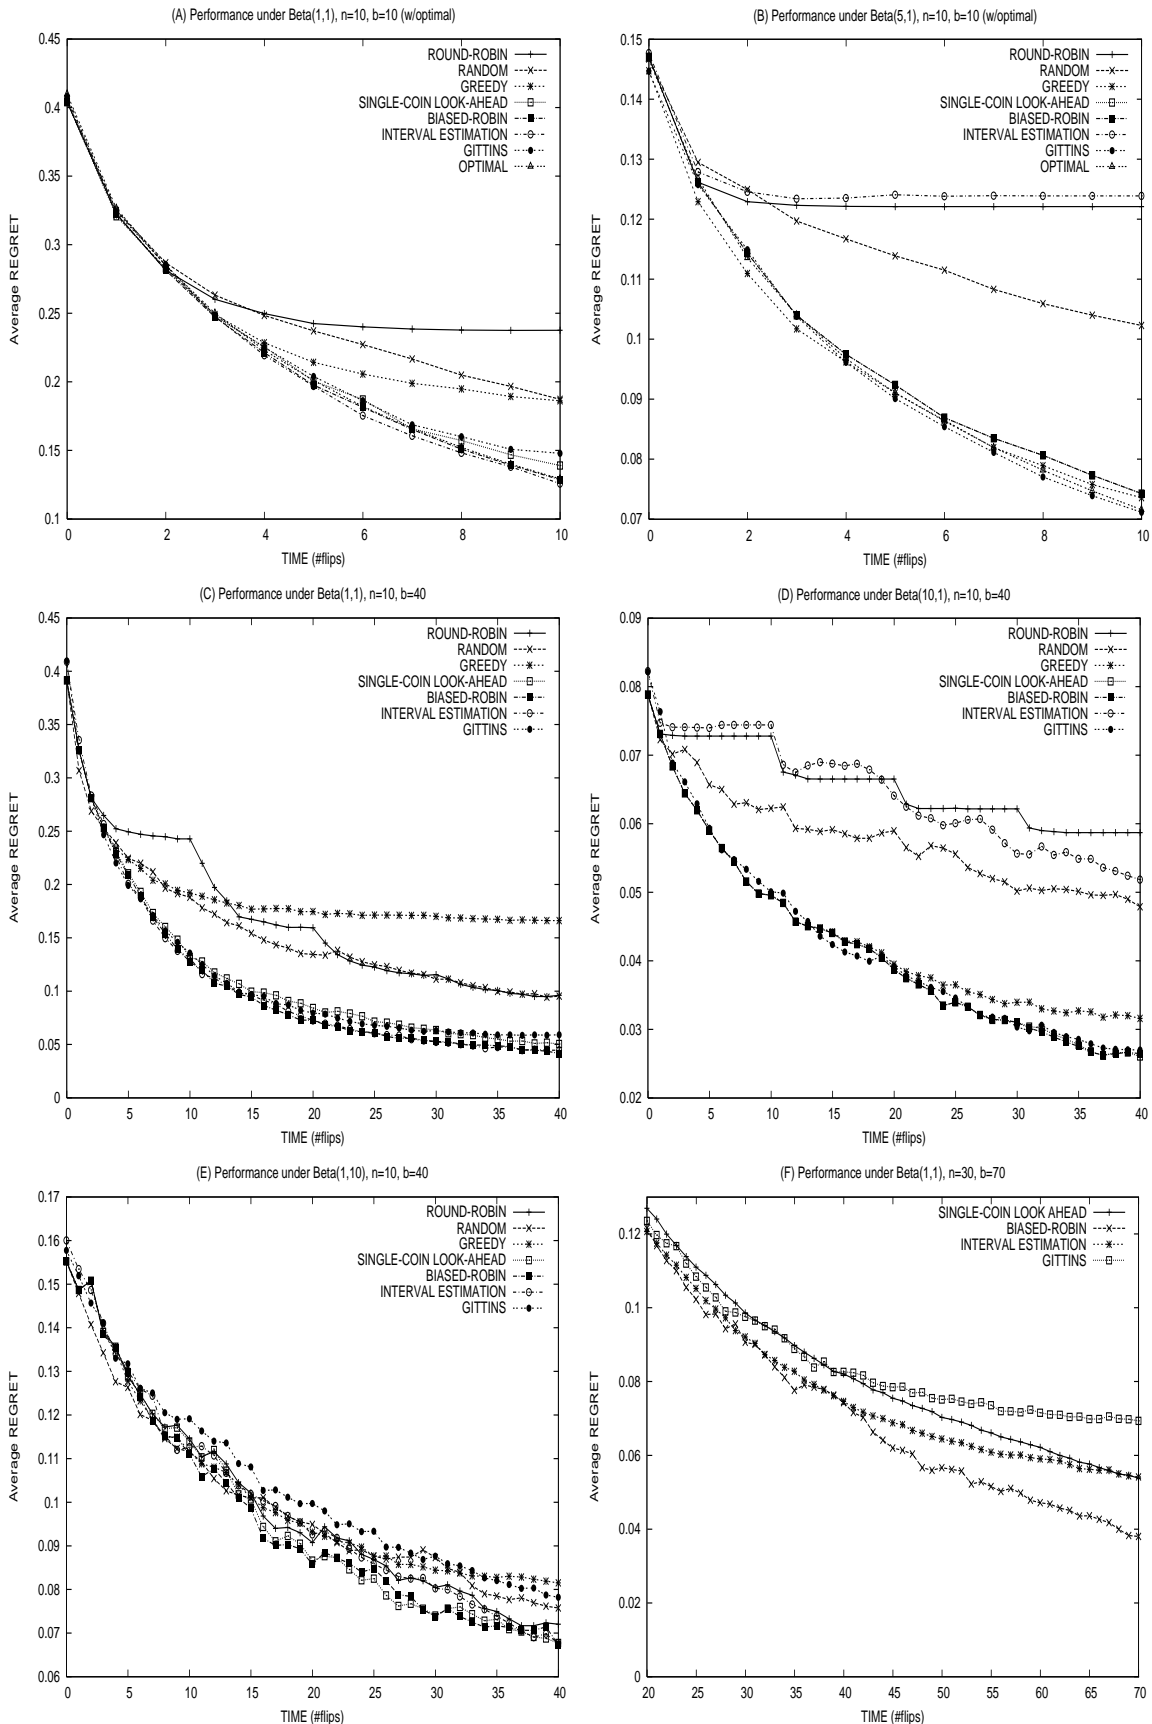 (A) Performance under Beta(1,1), n=10, b=10 (w/optimal)
0.45
0.4
0.35
0.3
0.25
0.2
0.15
0.1
Average REGRET
ROUND-ROBIN
RANDOM
GREEDY
SINGLE-COIN LOOK-AHEAD
BIASED-ROBIN
INTERVAL ESTIMATION
GITTINS
OPTIMAL
0 2 4 6 8 10
TIME (#flips)
(B) Performance under Beta(5,1), n=10, b=10 (w/optimal)
0.15
0.14
0.13
0.12
0.11
0.1
0.09
0.08
0.07
Average REGRET
ROUND-ROBIN
RANDOM
GREEDY
SINGLE-COIN LOOK-AHEAD
BIASED-ROBIN
INTERVAL ESTIMATION
GITTINS
OPTIMAL
0 2 4 6 8 10
TIME (#flips)
(C) Performance under Beta(1,1), n=10, b=40
0.45
0.4
0.35
0.3
0.25
0.2
0.15
0.1
0.05
0
Average REGRET
ROUND-ROBIN
RANDOM
GREEDY
SINGLE-COIN LOOK-AHEAD
BIASED-ROBIN
INTERVAL ESTIMATION
GITTINS
0 5 10 15 20 25 30 35 40
TIME (#flips)
(D) Performance under Beta(10,1), n=10, b=40
0.09
0.08
0.07
0.06
0.05
0.04
0.03
0.02
Average REGRET
ROUND-ROBIN
RANDOM
GREEDY
SINGLE-COIN LOOK-AHEAD
BIASED-ROBIN
INTERVAL ESTIMATION
GITTINS
0 5 10 15 20 25 30 35 40
TIME (#flips)
(E) Performance under Beta(1,10), n=10, b=40
0.17
0.16
0.15
0.14
0.13
0.12
0.11
0.1
0.09
0.08
0.07
0.06
Average REGRET
ROUND-ROBIN
RANDOM
GREEDY
SINGLE-COIN LOOK-AHEAD
BIASED-ROBIN
INTERVAL ESTIMATION
GITTINS
0 5 10 15 20 25 30 35 40
TIME (#flips)
(F) Performance under Beta(1,1), n=30, b=70
0.12
0.1
0.08
0.06
0.04
0.02
0
Average REGRET
SINGLE-COIN LOOK AHEAD
BIASED-ROBIN
INTERVAL ESTIMATION
GITTINS
20 25 30 35 40 45 50 55 60 65 70
TIME (#flips)